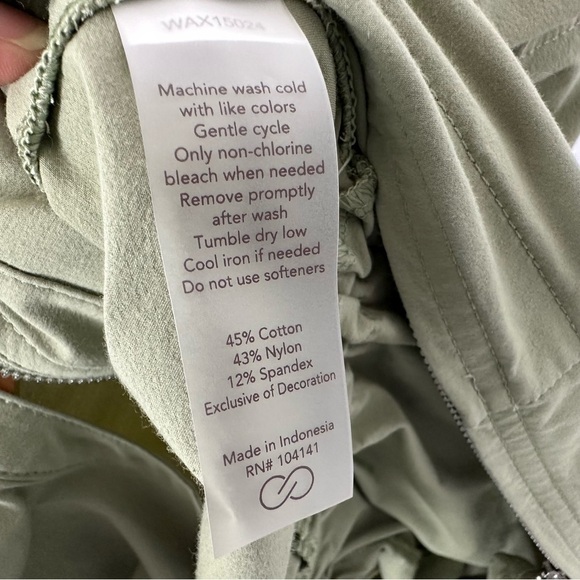 WAX15024
Machine wash cold
with like colors
Gentle cycle
Only non-chlorine
bleach when needed
Remove promptly
after wash
Tumble dry low
Cool iron if needed
Do not use softeners
45% Cotton
43% Nylon
12% Spandex
Exclusive of Decoration
Made in Indonesia
RN# 104141